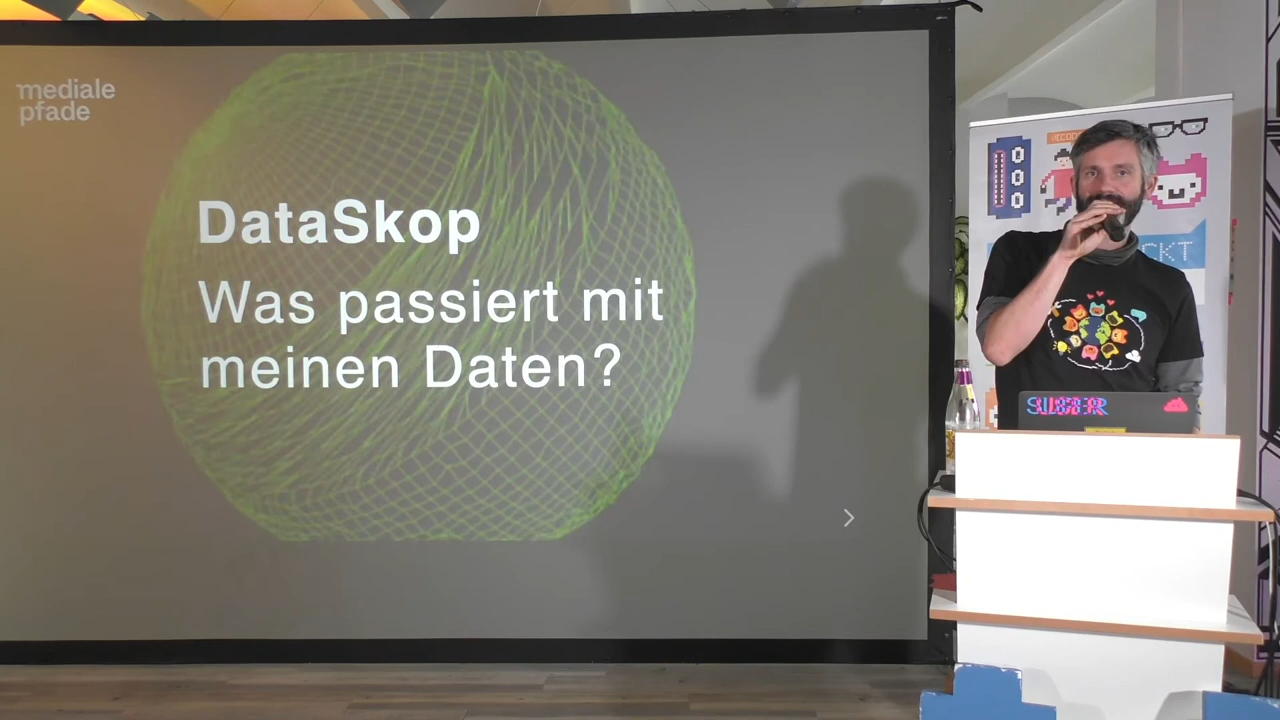 mediale
pfade
DataSkop
Was passiert mit
meinen Daten?